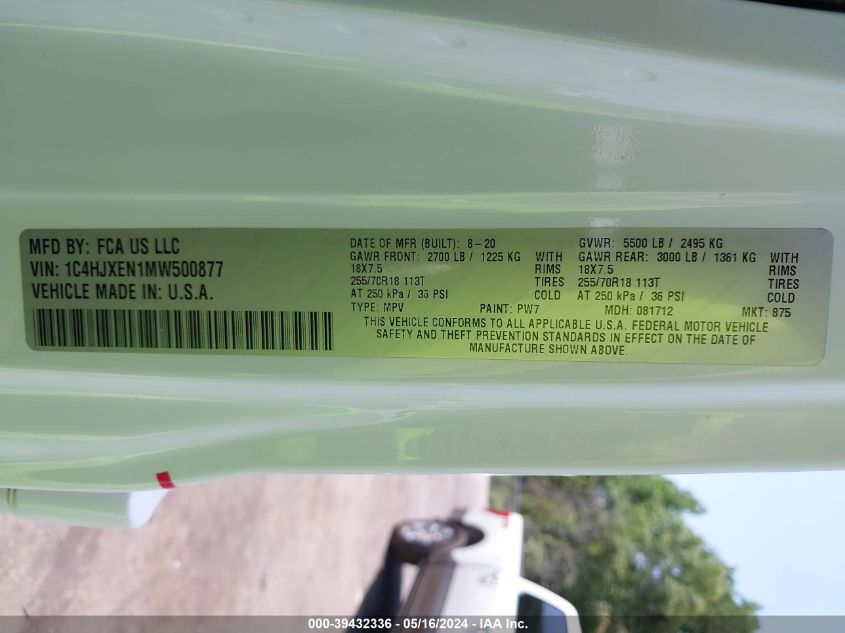 MFD BY: FCA US LLC
VIN: 1C4HJXEN1MW500877
VEHICLE MADE IN: U.S.A.
DATE OF MFR (BUILT): 8-20
GVWR: 5500 LB / 2495 KG
GAWR FRONT: 2700 LB / 1225 KG WITH
GAWR REAR: 3000 LB / 1361 KG WITH
18X7.5 RIMS
18X7.5 RIMS
255/70R18 113T TIRES
255/70R18 113T TIRES
AT 250 kPa / 36 PSI COLD
AT 250 kPa / 36 PSI COLD
TYPE: MPV PAINT: PW7 MDH: 081712 MKT: 875
THIS VEHICLE CONFORMS TO ALL APPLICABLE U.S.A. FEDERAL MOTOR VEHICLE
SAFETY AND THEFT PREVENTION STANDARDS IN EFFECT ON THE DATE OF
MANUFACTURE SHOWN ABOVE.
000-39432336 - 05/16/2024 - IAA Inc.